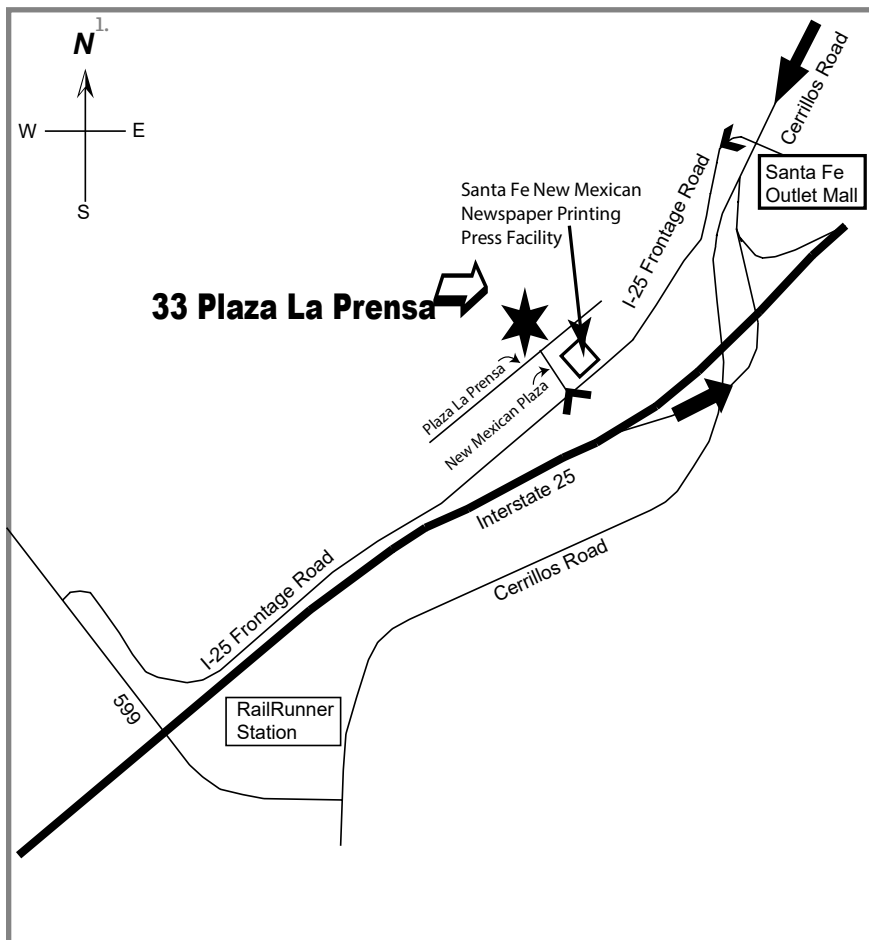 1.
N
W
E
S
Cerrillos Road
Santa Fe
Outlet Mall
I-25 Frontage Road
Santa Fe New Mexican
Newspaper Printing
Press Facility
33 Plaza La Prensa
Plaza La Prensa
New Mexican Plaza
Interstate 25
Cerrillos Road
I-25 Frontage Road
599
RailRunner
Station